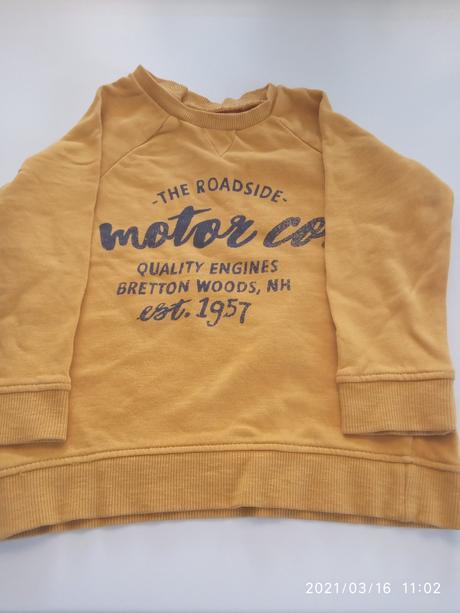 -THE ROADSIDE-
motor co.
QUALITY ENGINES
BRETTON WOODS, NH
est. 1957
2021/03/16 11:02